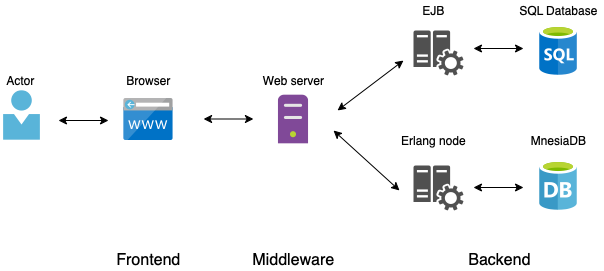 EJB
SQL Database
SQL
Actor
Browser
www
Web server
Erlang node
MnesiaDB
DB
Frontend
Middleware
Backend